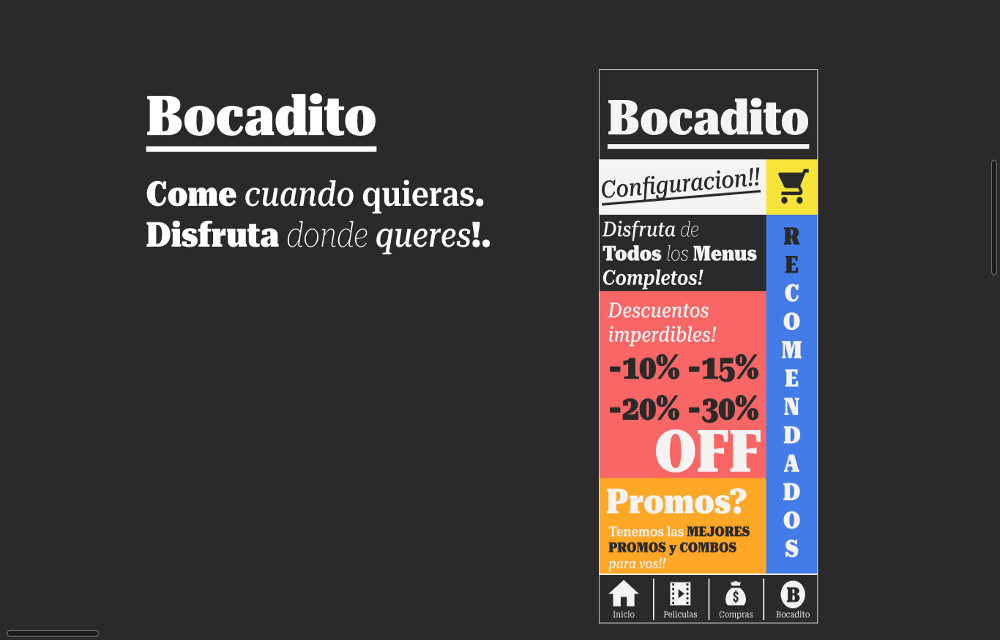 Bocadito
Come cuando quieras.
Disfruta donde queres!.
Bocadito
Configuracion!!
Disfruta de
Todos los Menus
Completos!
Descuentos
imperdibles!
-10% -15%
-20% -30%
OFF
Promos?
Tenemos las MEJORES
PROMOS y COMBOS
para vos!!
RECOMENDADOS
$
B
Inicio
Peliculas
Compras
Bocadito